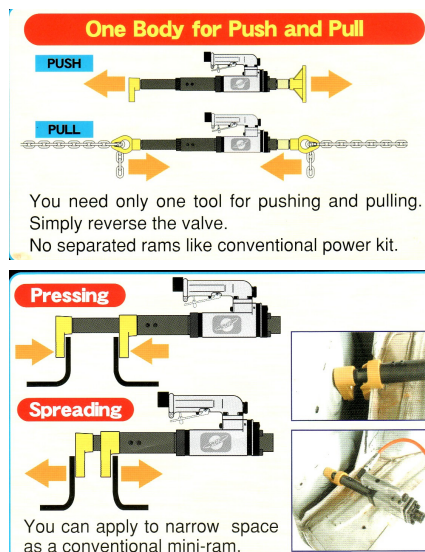 One Body for Push and Pull
PUSH
PULL
You need only one tool for pushing and pulling.
Simply reverse the valve.
No separated rams like conventional power kit.
Pressing
Spreading
You can apply to narrow space
as a conventional mini-ram.